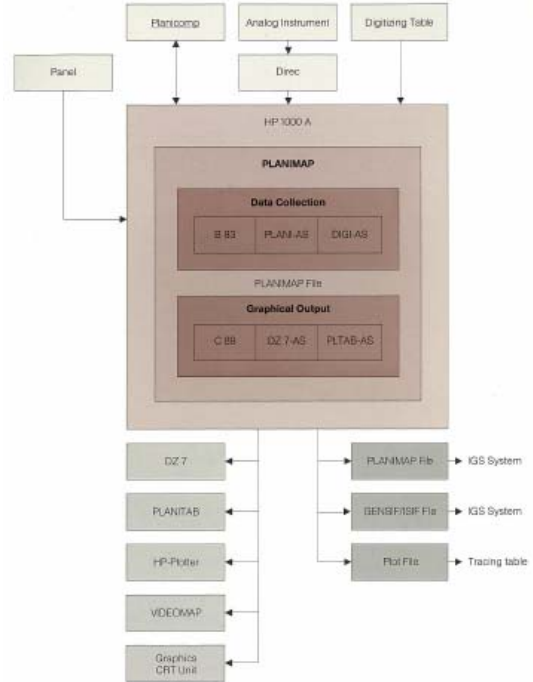 Planicomp
Analog Instrument
Digitizing Table
Panel
Direc
HP 1000 A
PLANIMAP
Data Collection
B 83
PLANI-AS
DIGI-AS
PLANIMAP File
Graphical Output
C 88
DZ 7-AS
PLTAB-AS
DZ 7
PLANITAB
HP-Plotter
VIDEOMAP
Graphics
CRT Unit
PLANIMAP File
IGS System
GENSIF/ISIF File
IGS System
Plot File
Tracing table